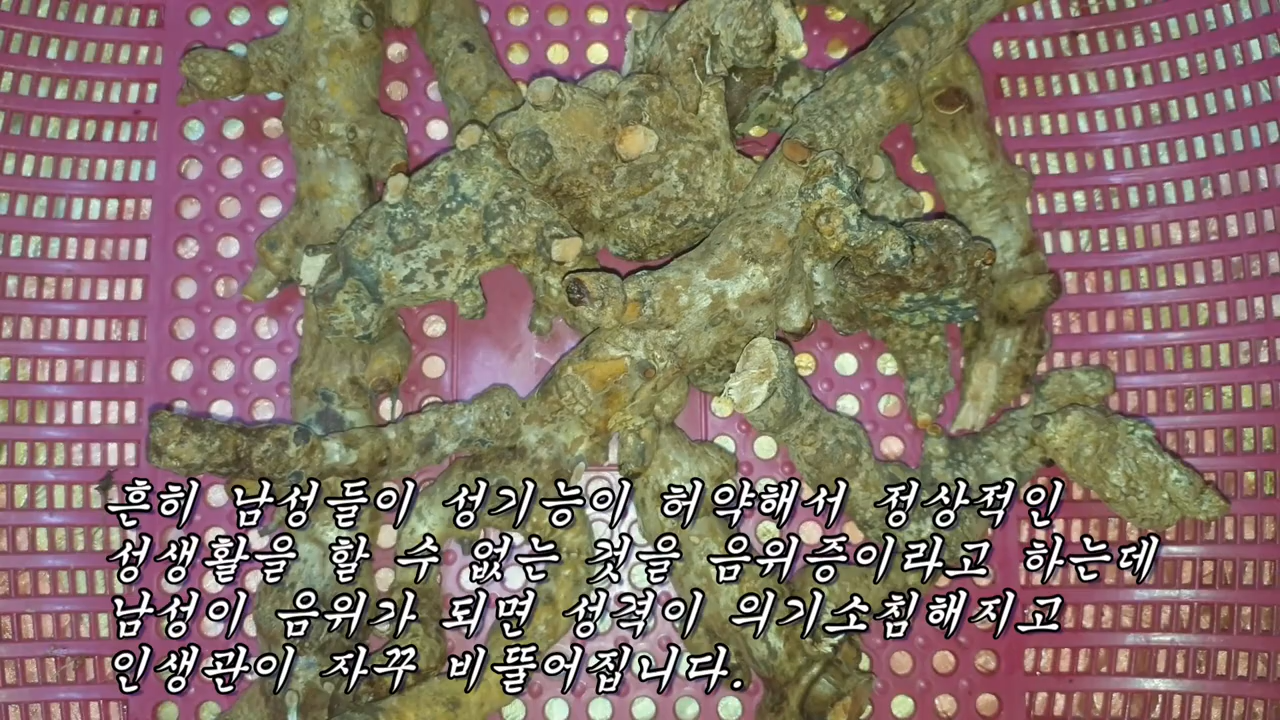 흔히 남성들이 성기능이 허약해서 정상적인
성생활을 할 수 없는 것을 음위증이라고 하는데
남성이 음위가 되면 성격이 의기소침해지고
인생관이 자꾸 비뚤어집니다.